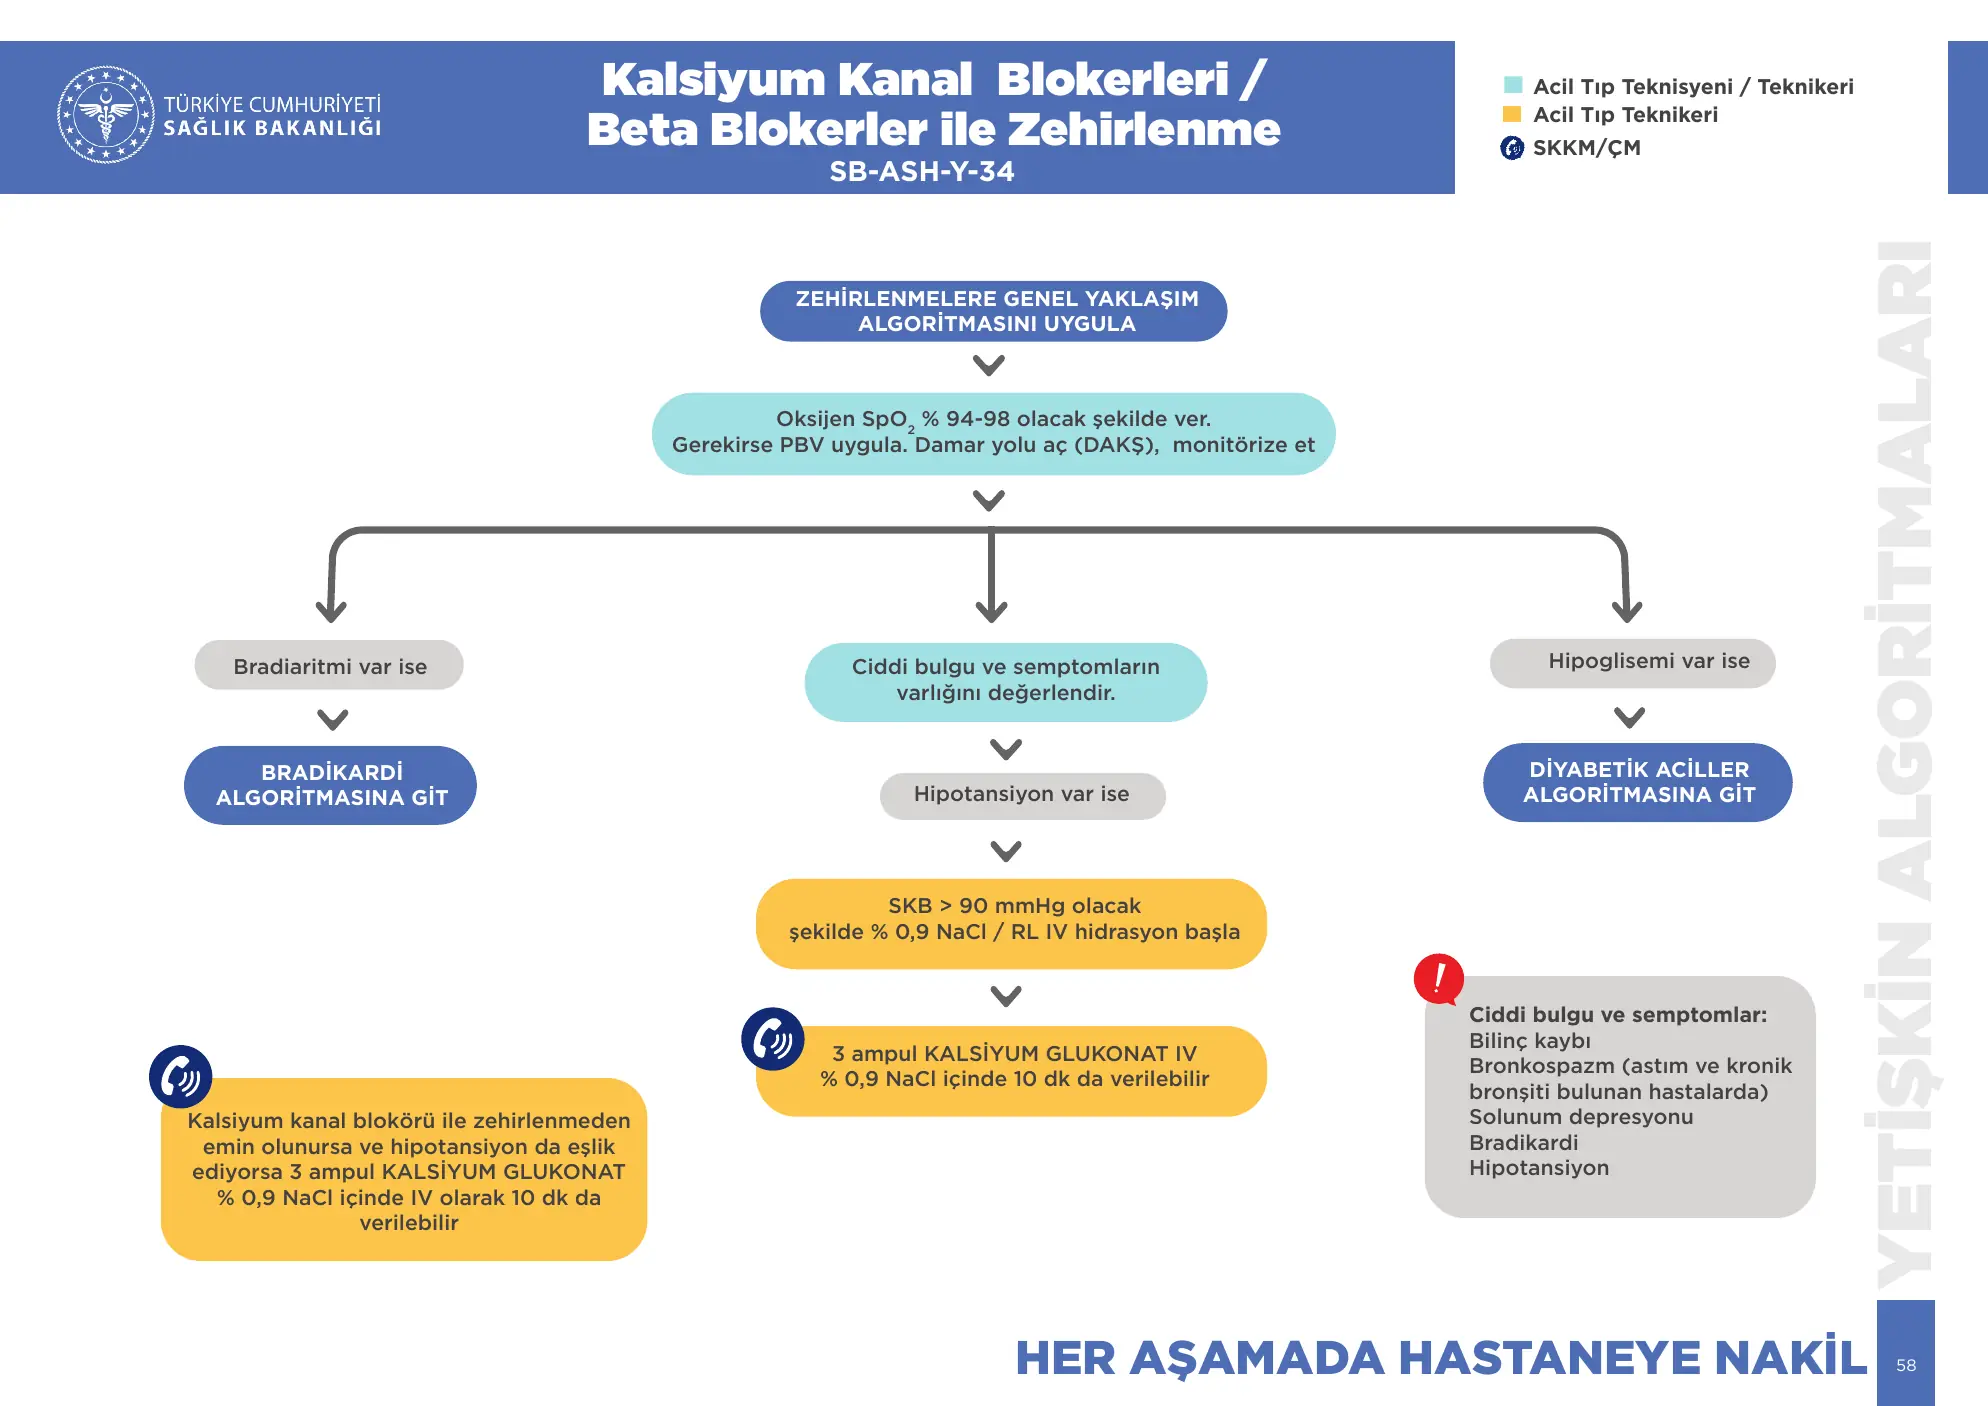 TÜRKİYE CUMHURİYETİ
SAĞLIK BAKANLIĞI
Kalsiyum Kanal Blokerleri /
Beta Blokerler ile Zehirlenme
SB-ASH-Y-34
Acil Tıp Teknisyeni / Teknikeri
Acil Tıp Teknikeri
SKKM/ÇM
ZEHİRLENMELERE GENEL YAKLAŞIM
ALGORİTMASINI UYGULA
Oksijen SpO2 % 94-98 olacak şekilde ver.
Gerekirse PBV uygula. Damar yolu aç (DAKŞ), monitörize et
Bradiaritmi var ise
BRADİKARDİ
ALGORİTMASINA GİT
Ciddi bulgu ve semptomların
varlığını değerlendir.
Hipotansiyon var ise
SKB > 90 mmHg olacak
şekilde % 0,9 NaCl / RL IV hidrasyon başla
3 ampul KALSİYUM GLUKONAT IV
% 0,9 NaCl içinde 10 dk da verilebilir
Hipoglisemi var ise
DİYABETİK ACİLLER
ALGORİTMASINA GİT
Kalsiyum kanal blokörü ile zehirlenmeden
emin olunursa ve hipotansiyon da eşlik
ediyorsa 3 ampul KALSİYUM GLUKONAT
% 0,9 NaCl içinde IV olarak 10 dk da
verilebilir
!
Ciddi bulgu ve semptomlar:
Bilinç kaybı
Bronkospazm (astım ve kronik
bronşiti bulunan hastalarda)
Solunum depresyonu
Bradikardi
Hipotansiyon
YETİŞKİN ALGORİTMALARI
HER AŞAMADA HASTANEYE NAKİL
58